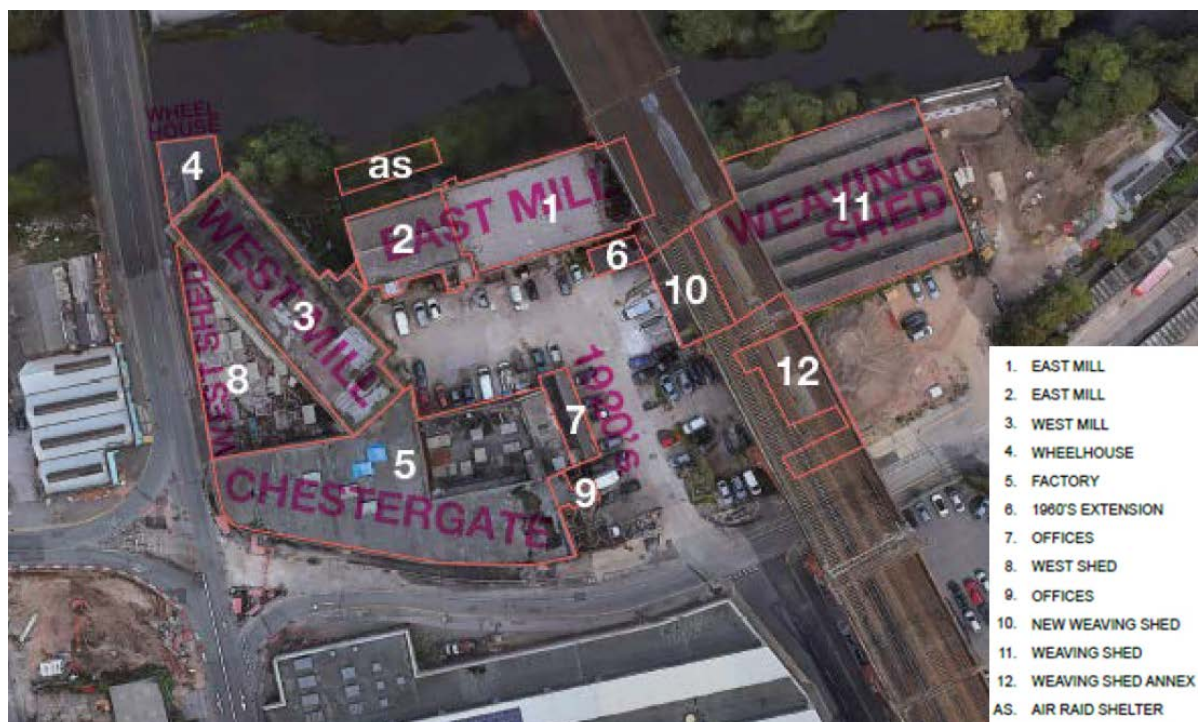 WHEEL
HOUSE
4
as
EAST MILL
1
2
WEAVING
SHED
11
6
10
WEST MILL
3
WEST SHED
8
12
1920's
7
5
CHESTERGATE
9
1. EAST MILL
2. EAST MILL
3. WEST MILL
4. WHEELHOUSE
5. FACTORY
6. 1960'S EXTENSION
7. OFFICES
8. WEST SHED
9. OFFICES
10. NEW WEAVING SHED
11. WEAVING SHED
12. WEAVING SHED ANNEX
AS. AIR RAID SHELTER